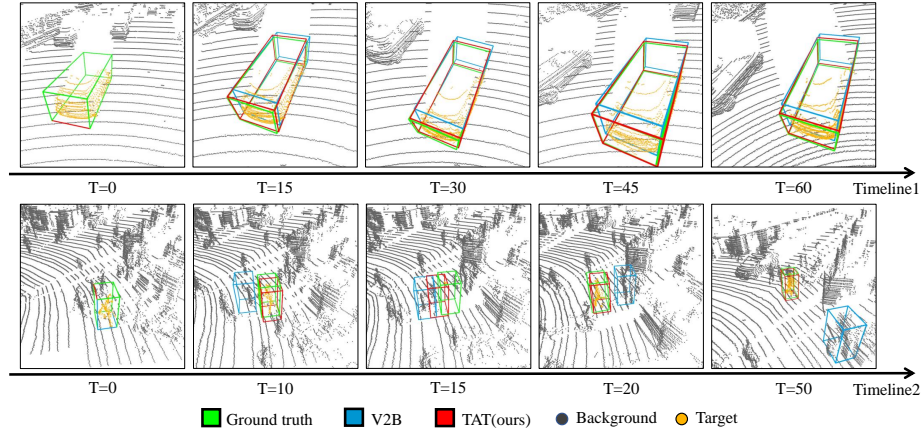 T=0 T=15 T=30 T=45 T=60 Timeline1
T=0 T=10 T=15 T=20 T=50 Timeline2
Ground truth V2B TAT(ours) Background Target